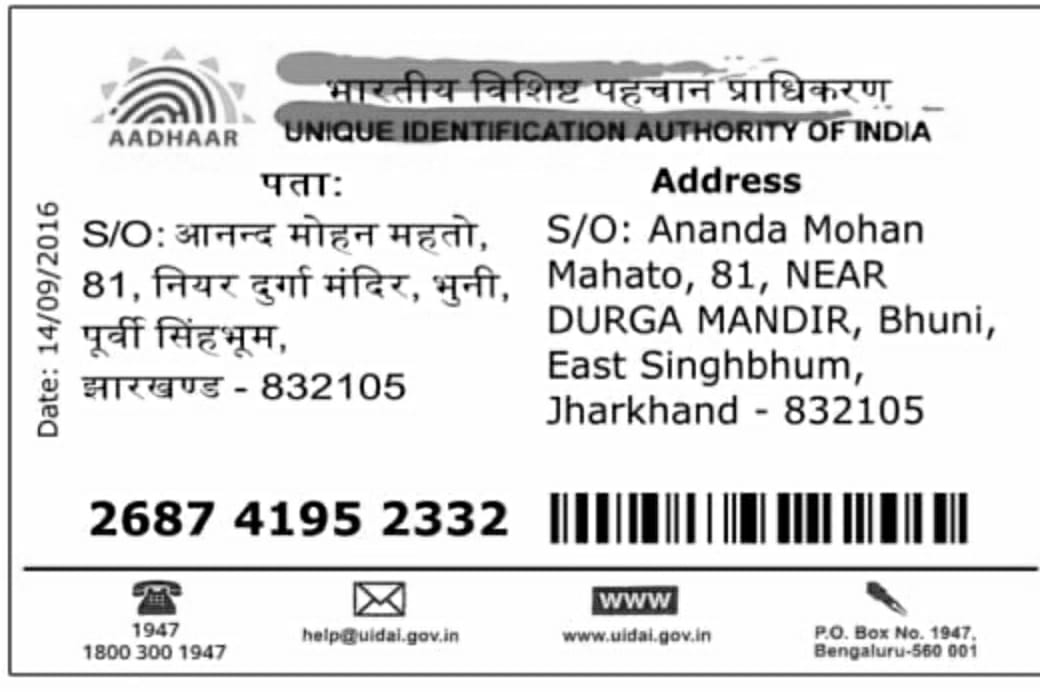 भारतीय विशिष्ट पहचान प्राधिकरण
AADHAAR
UNIQUE IDENTIFICATION AUTHORITY OF INDIA
पता:
S/O: आनन्द मोहन महतो,
81, नियर दुर्गा मंदिर, भुनी,
पूर्वी सिंहभूम,
झारखण्ड - 832105
Address
S/O: Ananda Mohan
Mahato, 81, NEAR
DURGA MANDIR, Bhuni,
East Singhbhum,
Jharkhand - 832105
Date: 14/09/2016
2687 4195 2332
1947
1800 300 1947
help@uidai.gov.in
WWW
www.uidai.gov.in
P.O. Box No. 1947,
Bengaluru-560 001